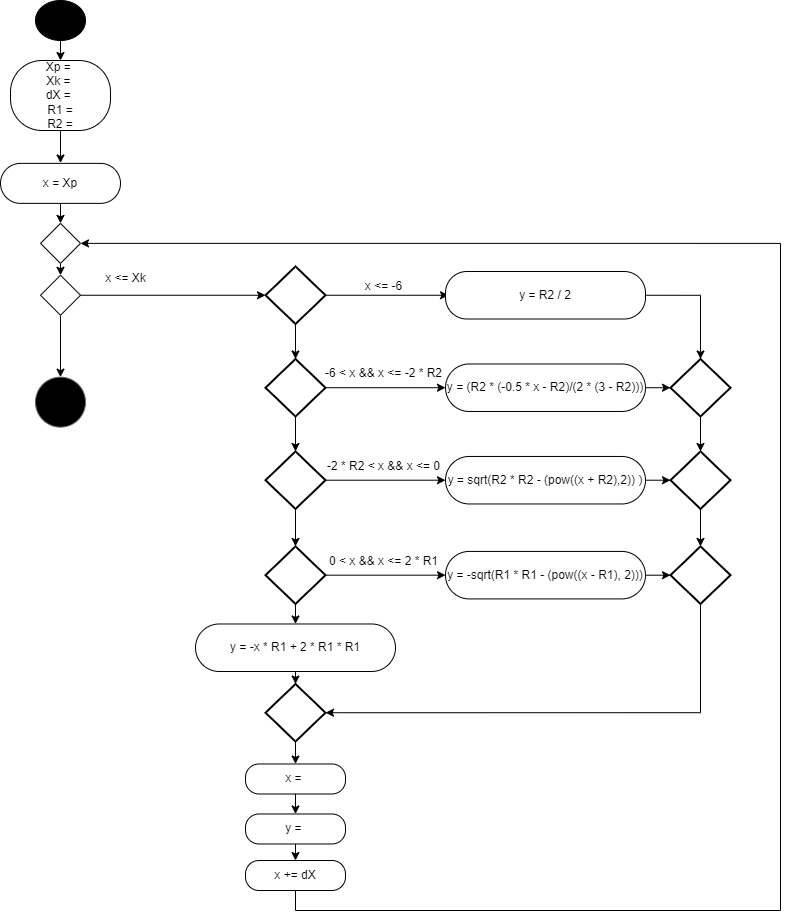 Xp =
Xk =
dX =
R1 =
R2 =
x = Xp
x <= Xk
x <= -6
y = R2 / 2
-6 < x && x <= -2 * R2
y = (R2 * (-0.5 * x - R2)/(2 * (3 - R2)))
-2 * R2 < x && x <= 0
y = sqrt(R2 * R2 - (pow((x + R2),2)) )
0 < x && x <= 2 * R1
y = -sqrt(R1 * R1 - (pow((x - R1), 2)))
y = -x * R1 + 2 * R1 * R1
x =
y =
x += dX